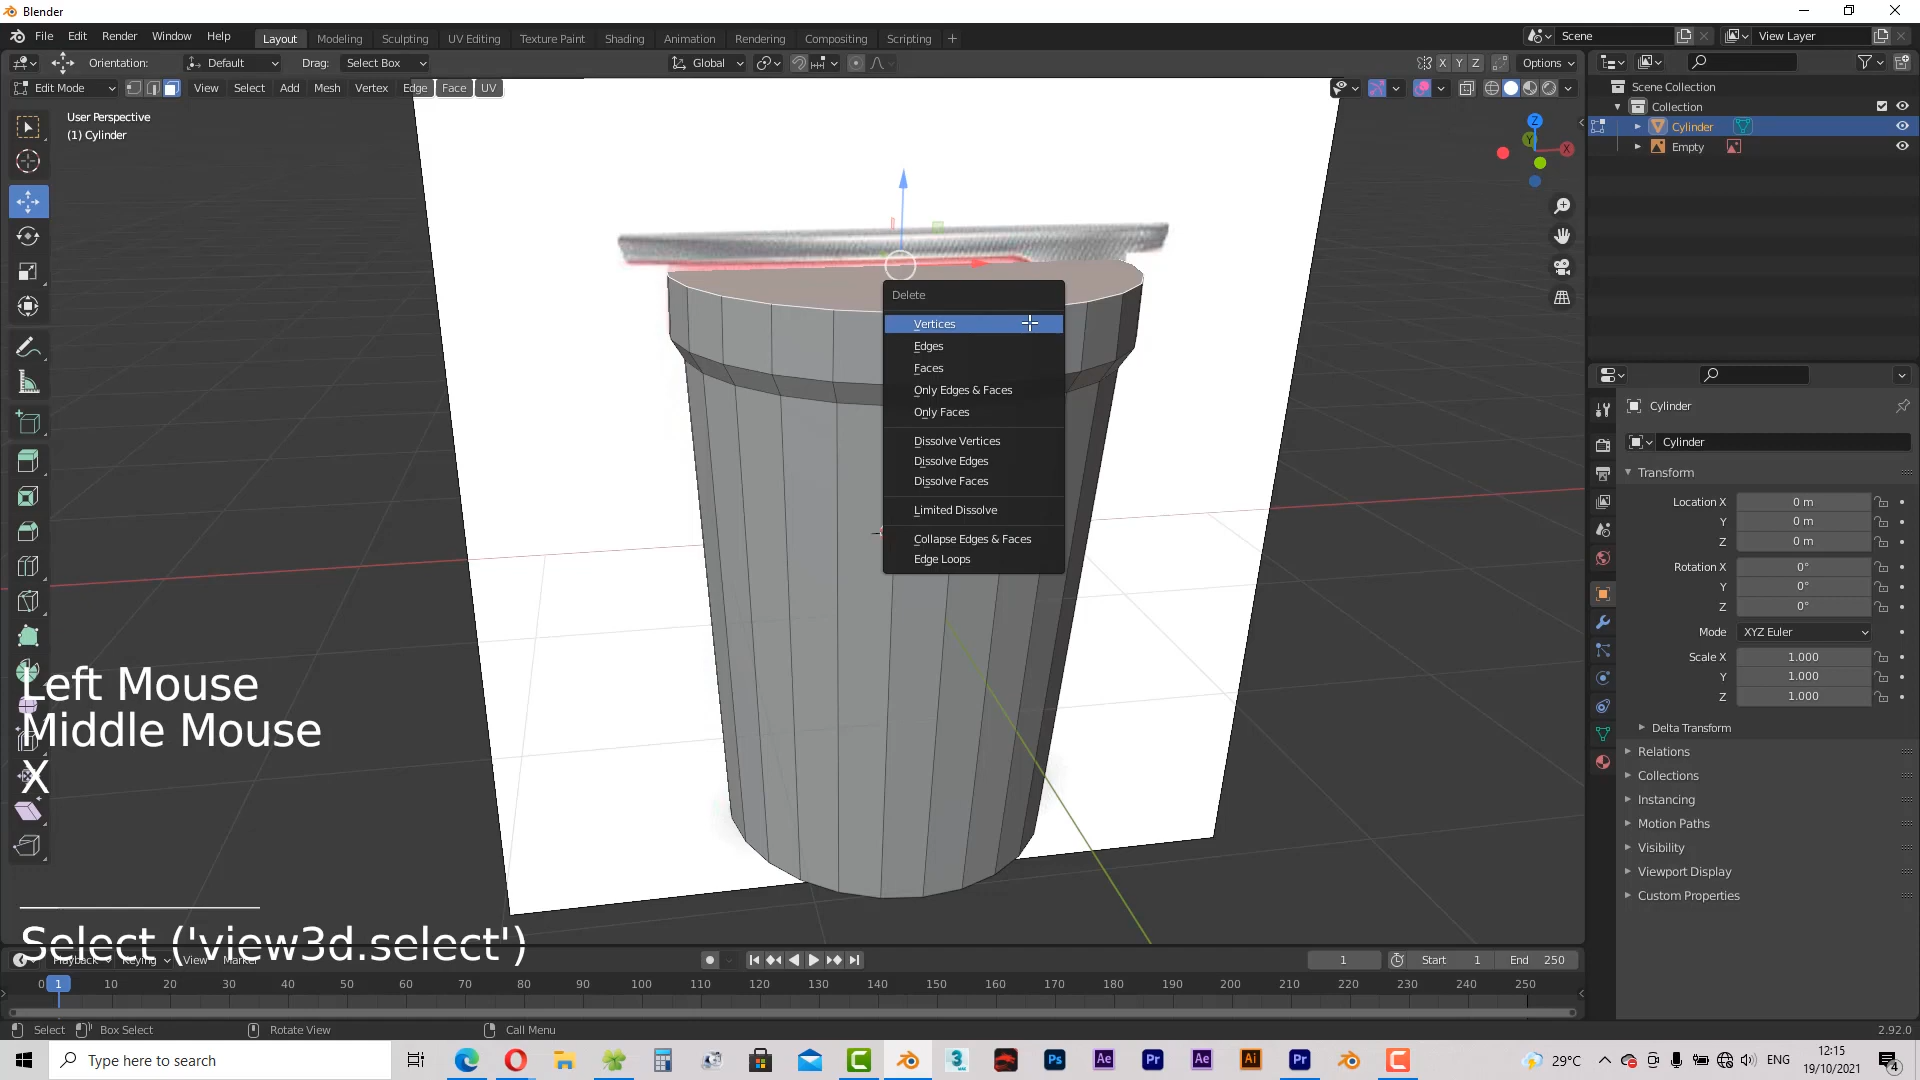 Blender
File Edit Render Window Help
Layout Modeling Sculpting UV Editing Texture Paint Shading Animation Rendering Compositing Scripting +
Scene
View Layer
Orientation: Default Drag: Select Box
Global
X Y Z Options
Edit Mode View Select Add Mesh Vertex Edge Face UV
User Perspective
(1) Cylinder
Z
Y
X
Scene Collection
Collection
Cylinder
Empty
Delete
Vertices
Edges
Faces
Only Edges & Faces
Only Faces
Dissolve Vertices
Dissolve Edges
Dissolve Faces
Limited Dissolve
Collapse Edges & Faces
Edge Loops
Cylinder
Cylinder
Transform
Location X 0 m
Y 0 m
Z 0 m
Rotation X 0°
Y 0°
Z 0°
Mode XYZ Euler
Scale X 1.000
Y 1.000
Z 1.000
Delta Transform
Relations
Collections
Instancing
Motion Paths
Visibility
Viewport Display
Custom Properties
Left Mouse
Middle Mouse
X
Select ('view3d.select')
Playback Keying View Marker
1 Start 1 End 250
0 1 10 20 30 40 50 60 70 80 90 100 110 120 130 140 150 160 170 180 190 200 210 220 230 240 250
Select Box Select Rotate View Call Menu 2.92.0
Type here to search
Ps Ae Pr Ae Ai Pr
29°C
ENG
12:15
19/10/2021
4